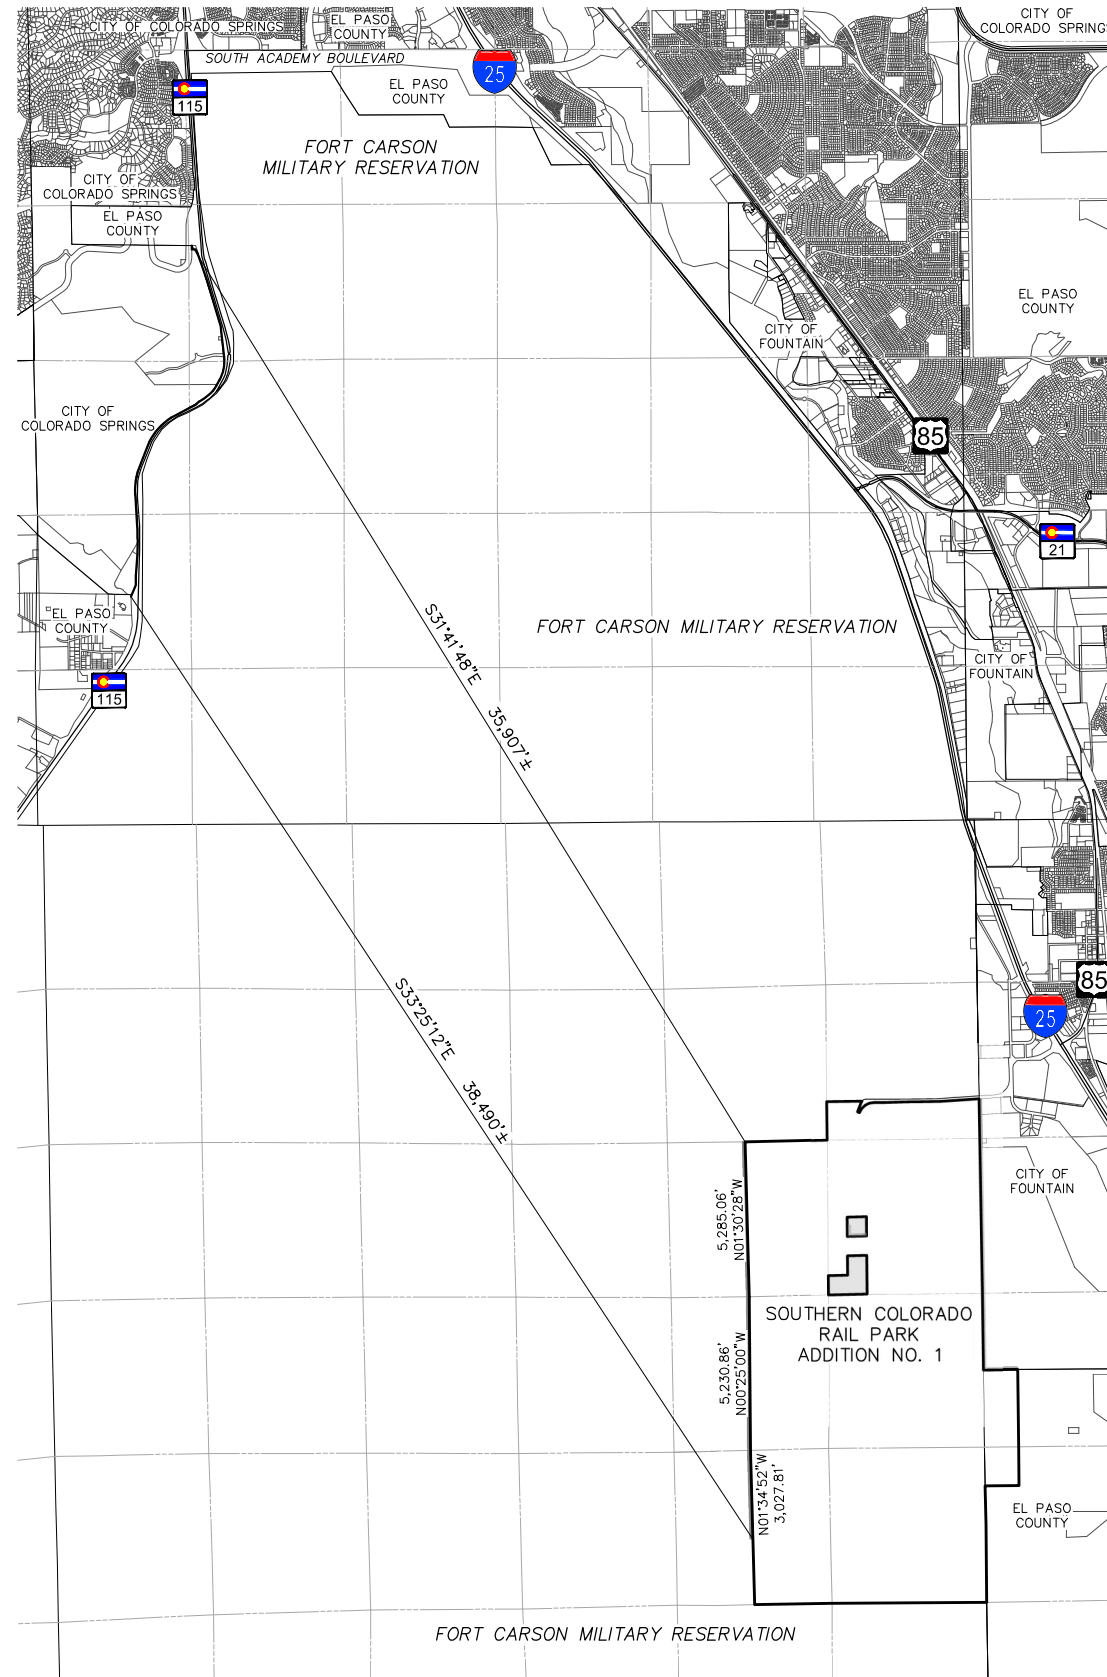 CITY OF COLORADO SPRINGS
EL PASO
COUNTY
CITY OF
COLORADO SPRINGS
SOUTH ACADEMY BOULEVARD
25
115
EL PASO
COUNTY
FORT CARSON
MILITARY RESERVATION
CITY OF
COLORADO SPRINGS
EL PASO
COUNTY
EL PASO
COUNTY
CITY OF
FOUNTAIN
CITY OF
COLORADO SPRINGS
85
21
EL PASO
COUNTY
S31°41'48"E
35,907'±
FORT CARSON MILITARY RESERVATION
CITY OF
FOUNTAIN
115
S33°25'12"E
38,490'±
85
25
CITY OF
FOUNTAIN
5,285.06'
N01°30'28"W
SOUTHERN COLORADO
RAIL PARK
ADDITION NO. 1
5,230.86'
N00°25'00"W
N01°34'52"W
3,027.81'
EL PASO
COUNTY
FORT CARSON MILITARY RESERVATION